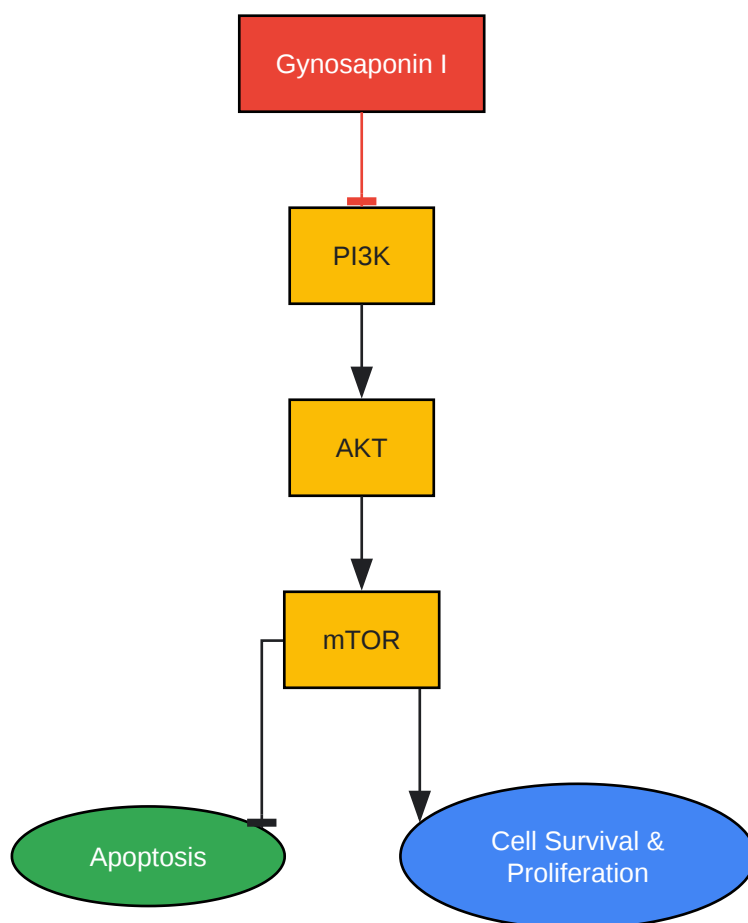 Gynosaponin I
PI3K
AKT
mTOR
Apoptosis
Cell Survival &
Proliferation